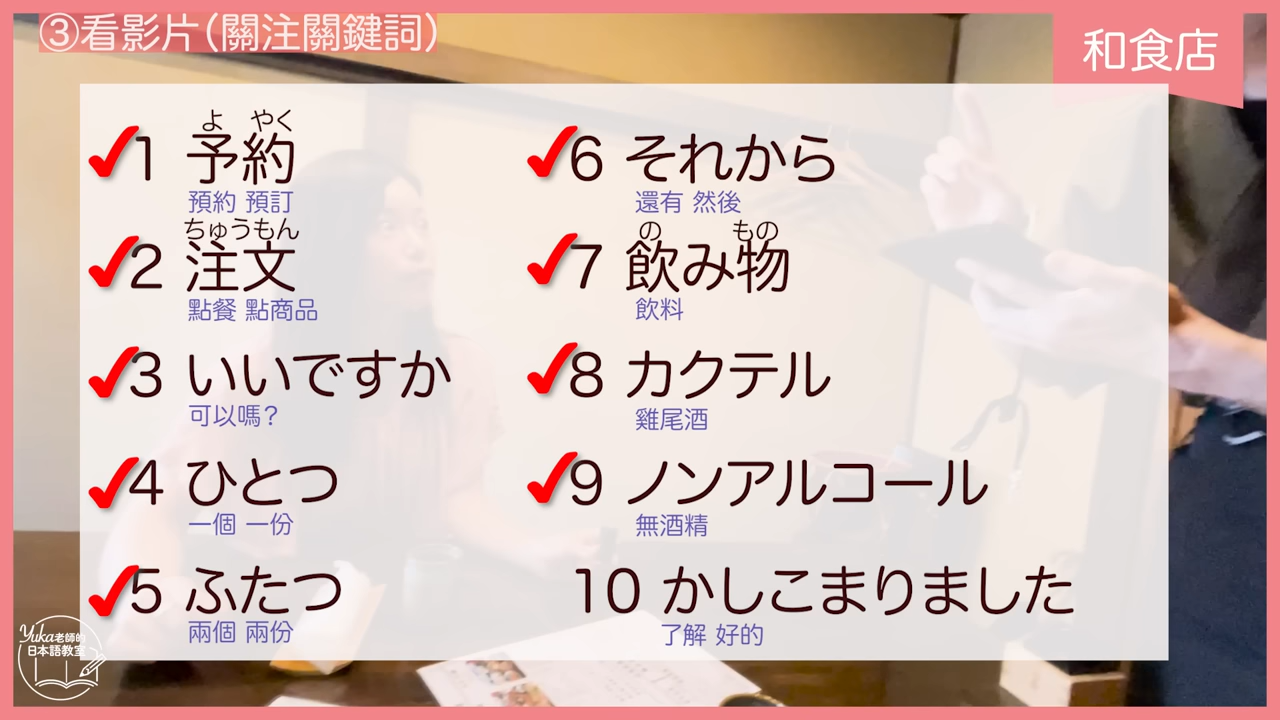 ③看影片(關注關鍵詞)
和食店
よ やく
1 予約
預約 預訂
ちゅうもん
2 注文
點餐 點商品
3 いいですか
可以嗎？
4 ひとつ
一個 一份
5 ふたつ
兩個 兩份
6 それから
還有 然後
の もの
7 飲み物
飲料
8 カクテル
雞尾酒
9 ノンアルコール
無酒精
10 かしこまりました
了解 好的
Yuka老師的
日本語教室